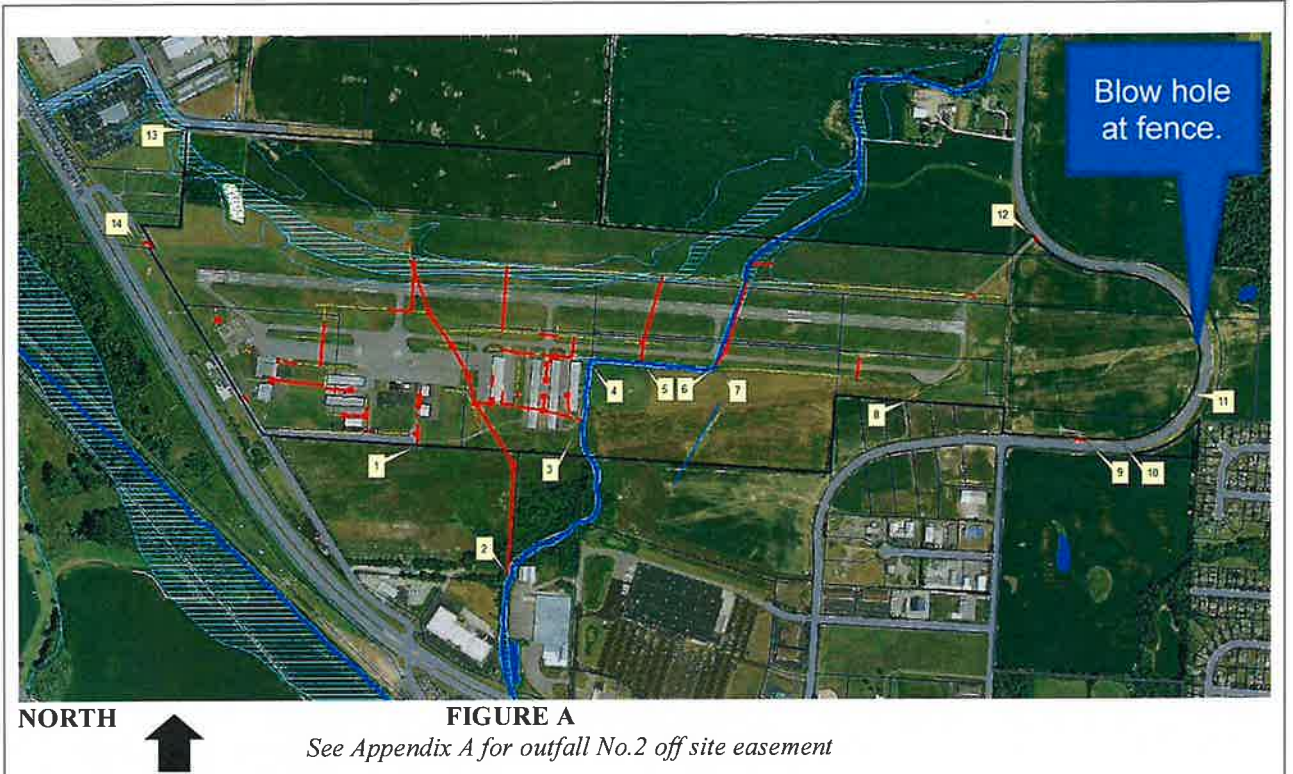 Blow hole
at fence.
13
14
12
4
5
6
7
8
11
1
3
9
10
2
NORTH
FIGURE A
See Appendix A for outfall No.2 off site easement